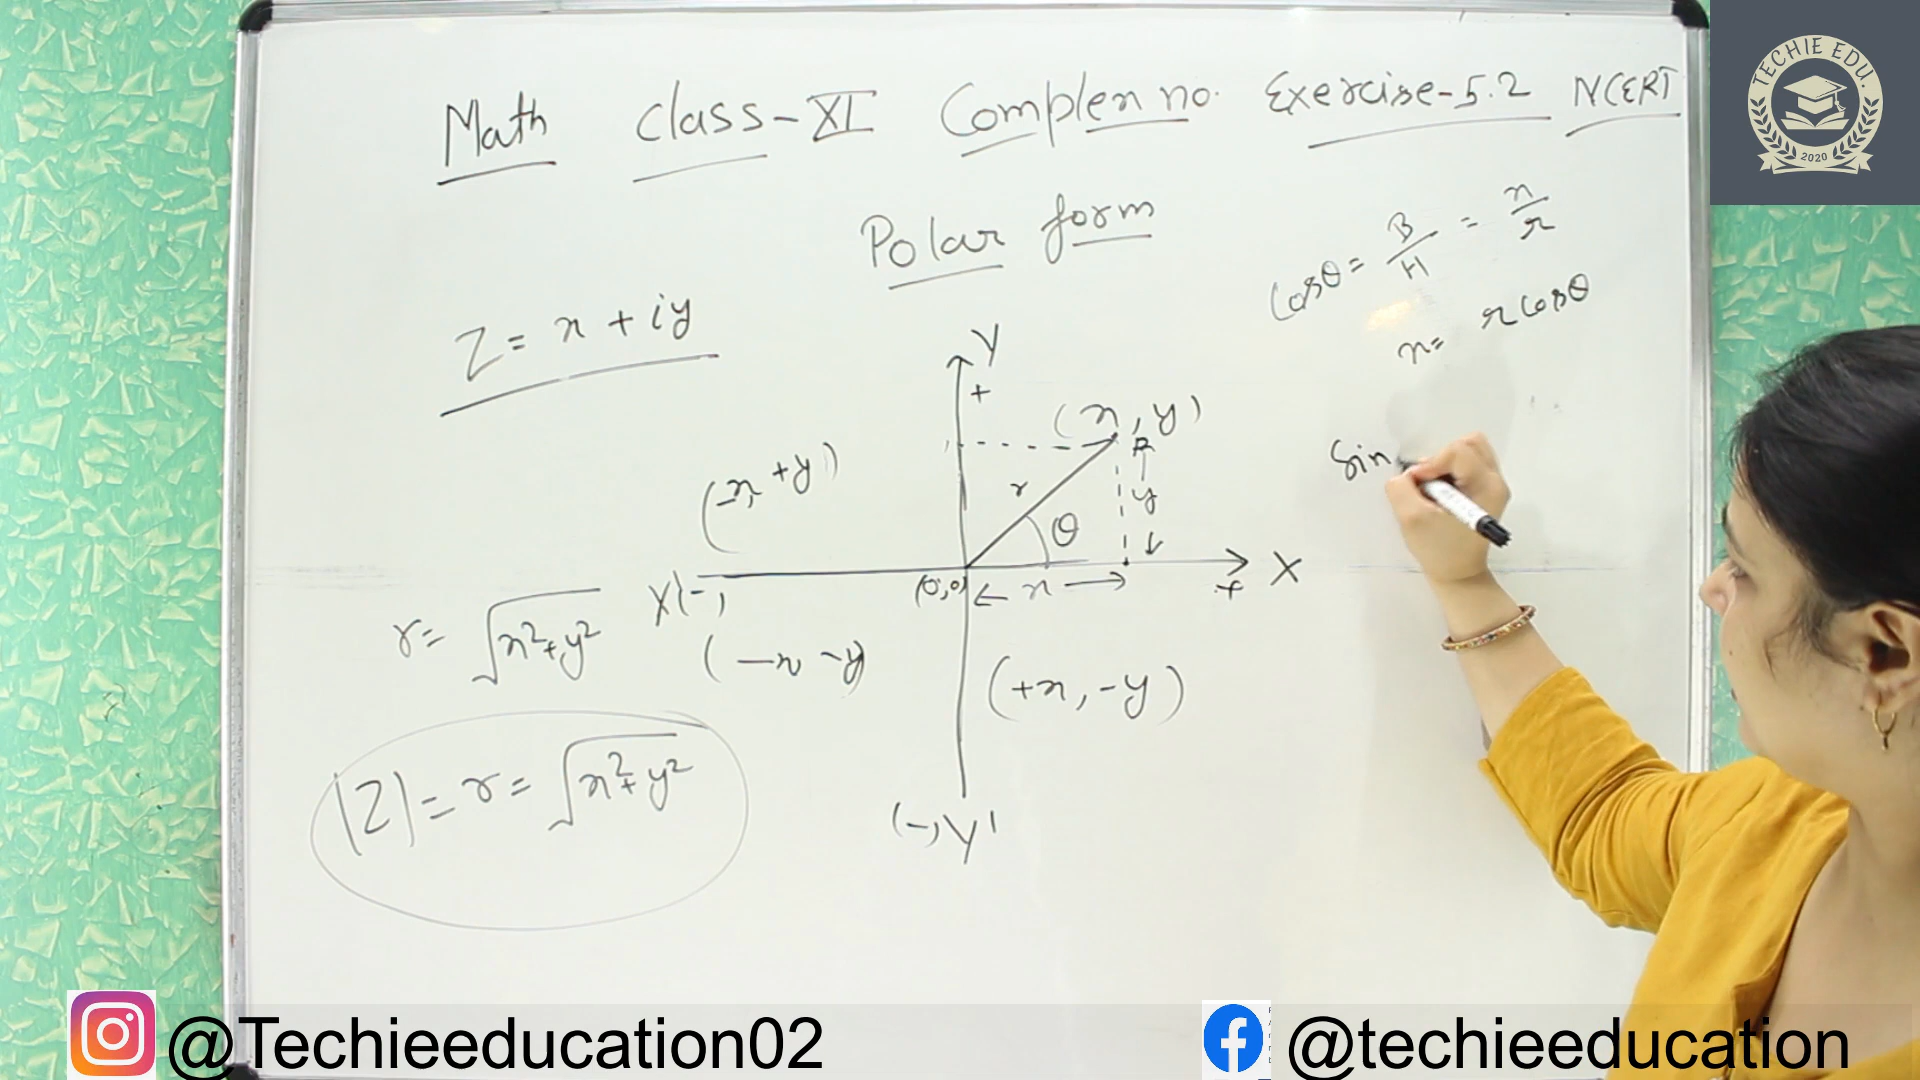 Math class-XI Complex no. Exercise-5.2 NCERT
TECHIE EDU.
2020
Polar form
Z = x + iy
cosθ = B/H = x/r
x = r cosθ
Sin
Y
+
(x, y)
(-x, +y)
r
θ
y
X'(-,
(0,0)
← x →
+
X
r = √x²+y²
(-x -y)
(+x, -y)
|Z| = r = √x²+y²
(-, Y'
@Techieeducation02
@techieeducation